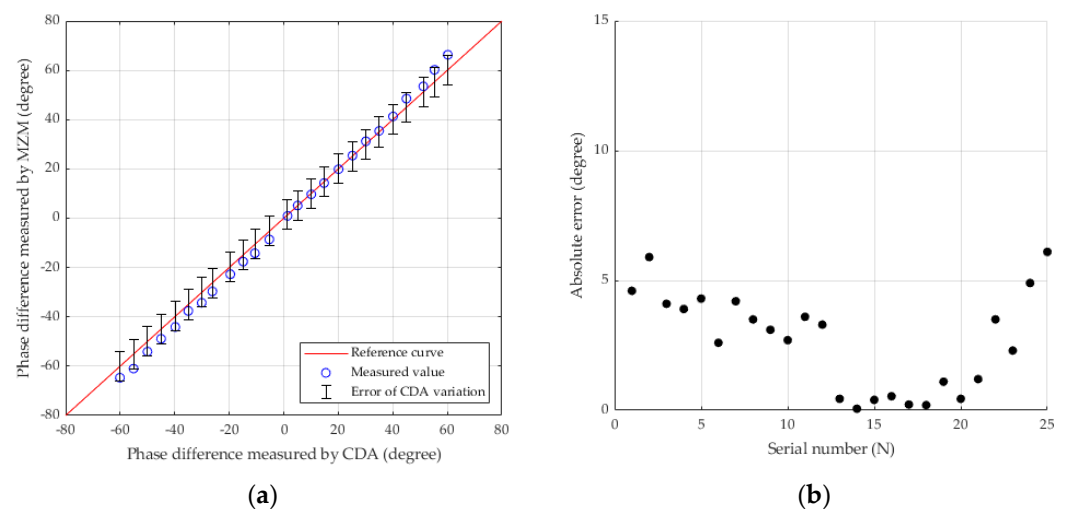 80
60
40
20
0
-20
-40
-60
-80
Phase difference measured by MZM (degree)
Reference curve
Measured value
Error of CDA variation
-80 -60 -40 -20 0 20 40 60 80
Phase difference measured by CDA (degree)
(a)
15
10
5
0
Absolute error (degree)
0 5 10 15 20 25
Serial number (N)
(b)